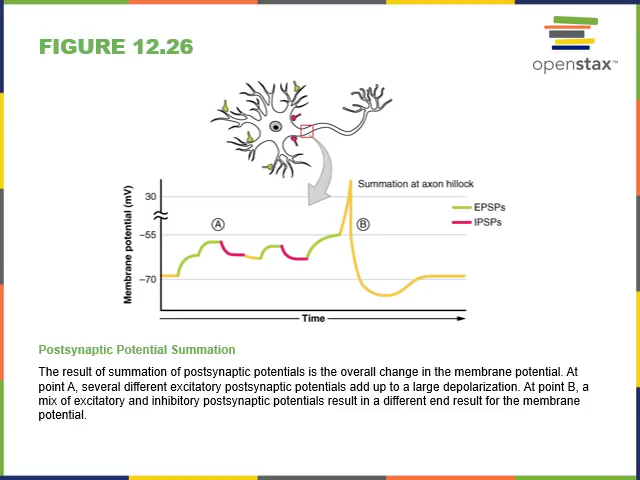 FIGURE 12.26
openstax™
Summation at axon hillock
Membrane potential (mV)
30
−55
−70
A
B
EPSPs
IPSPs
Time
Postsynaptic Potential Summation
The result of summation of postsynaptic potentials is the overall change in the membrane potential. At
point A, several different excitatory postsynaptic potentials add up to a large depolarization. At point B, a
mix of excitatory and inhibitory postsynaptic potentials result in a different end result for the membrane
potential.